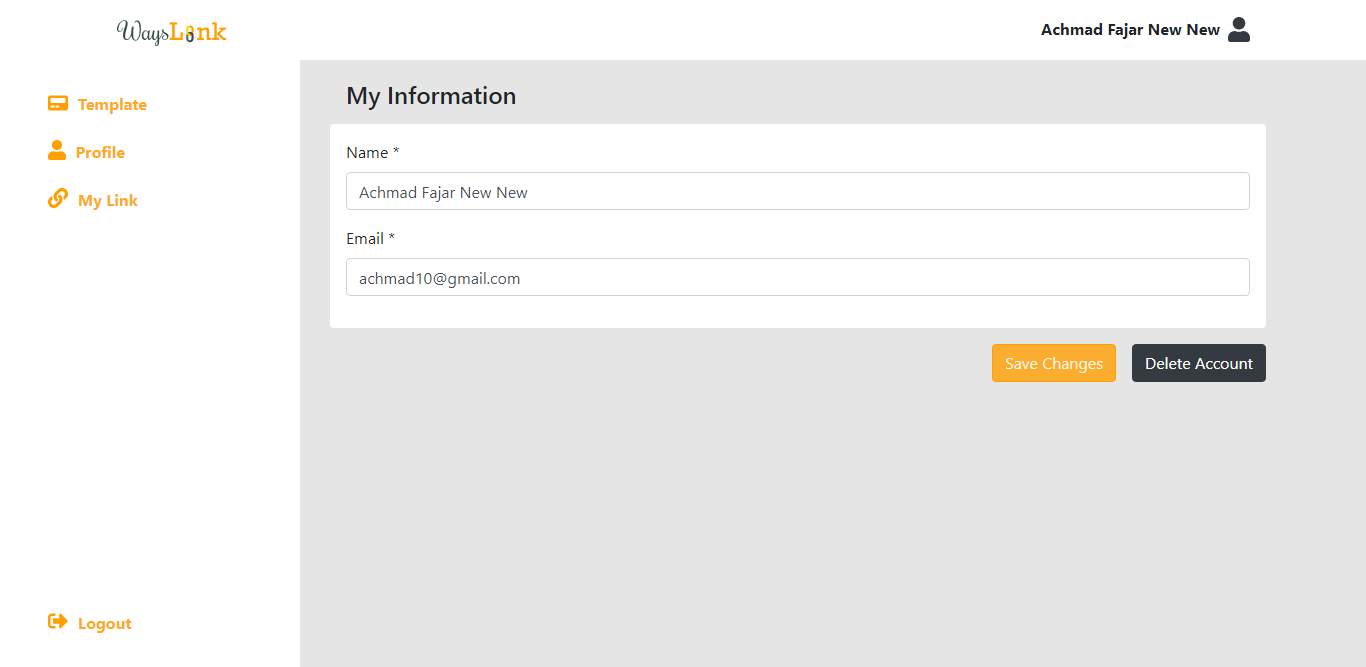 WaysLink
Achmad Fajar New New
Template
Profile
My Link
Logout
My Information
Name *
Achmad Fajar New New
Email *
achmad10@gmail.com
Save Changes
Delete Account